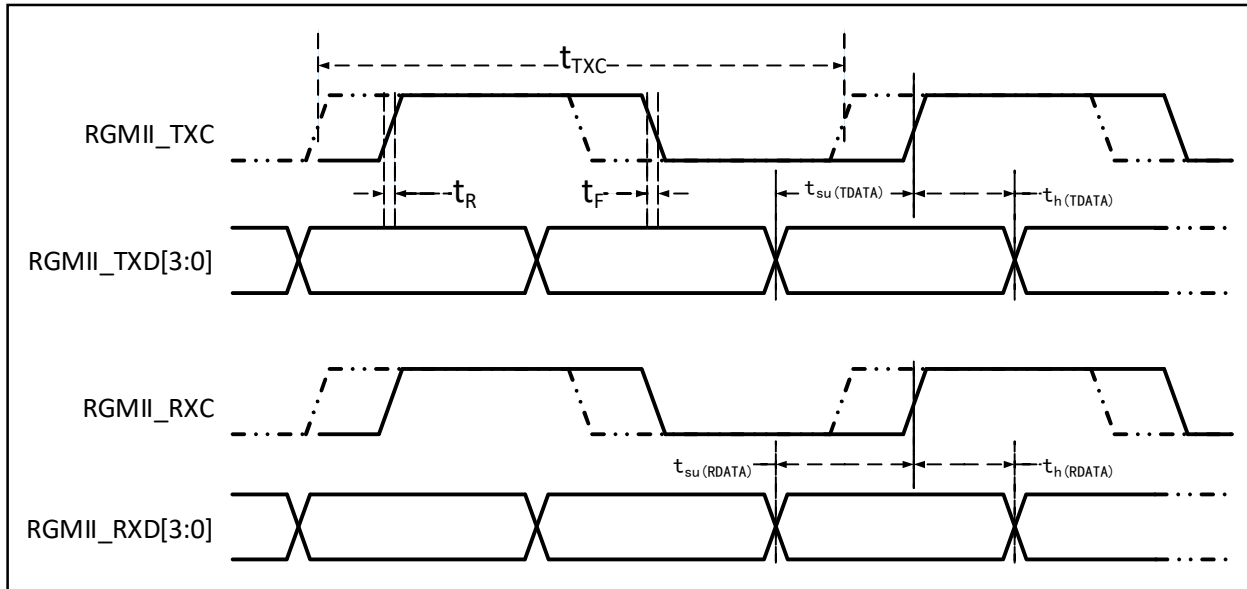 tTXC
RGMII_TXC
tR
tF
tsu(TDATA)
th(TDATA)
RGMII_TXD[3:0]
RGMII_RXC
tsu(RDATA)
th(RDATA)
RGMII_RXD[3:0]